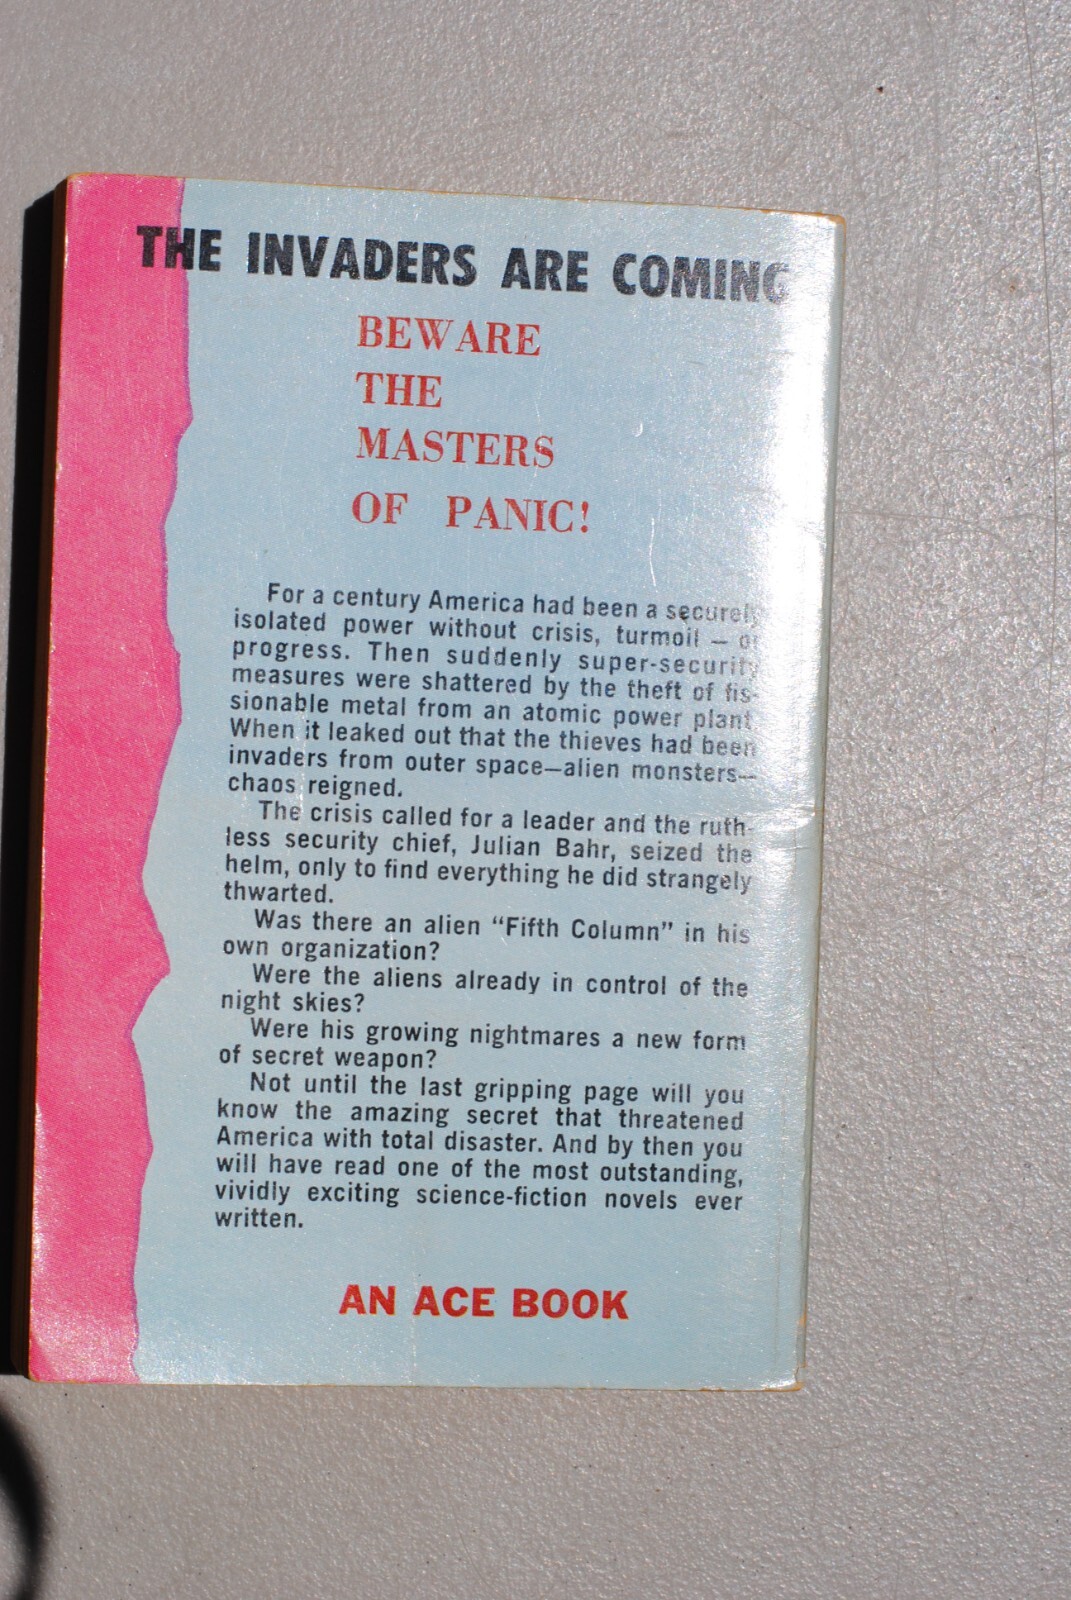 THE INVADERS ARE COMING
BEWARE
THE
MASTERS
OF PANIC!
For a century America had been a securely
isolated power without crisis, turmoil — or
progress. Then suddenly super-security
measures were shattered by the theft of fis-
sionable metal from an atomic power plant.
When it leaked out that the thieves had been
invaders from outer space—alien monsters—
chaos reigned.
The crisis called for a leader and the ruth-
less security chief, Julian Bahr, seized the
helm, only to find everything he did strangely
thwarted.
Was there an alien "Fifth Column" in his
own organization?
Were the aliens already in control of the
night skies?
Were his growing nightmares a new form
of secret weapon?
Not until the last gripping page will you
know the amazing secret that threatened
America with total disaster. And by then you
will have read one of the most outstanding,
vividly exciting science-fiction novels ever
written.
AN ACE BOOK